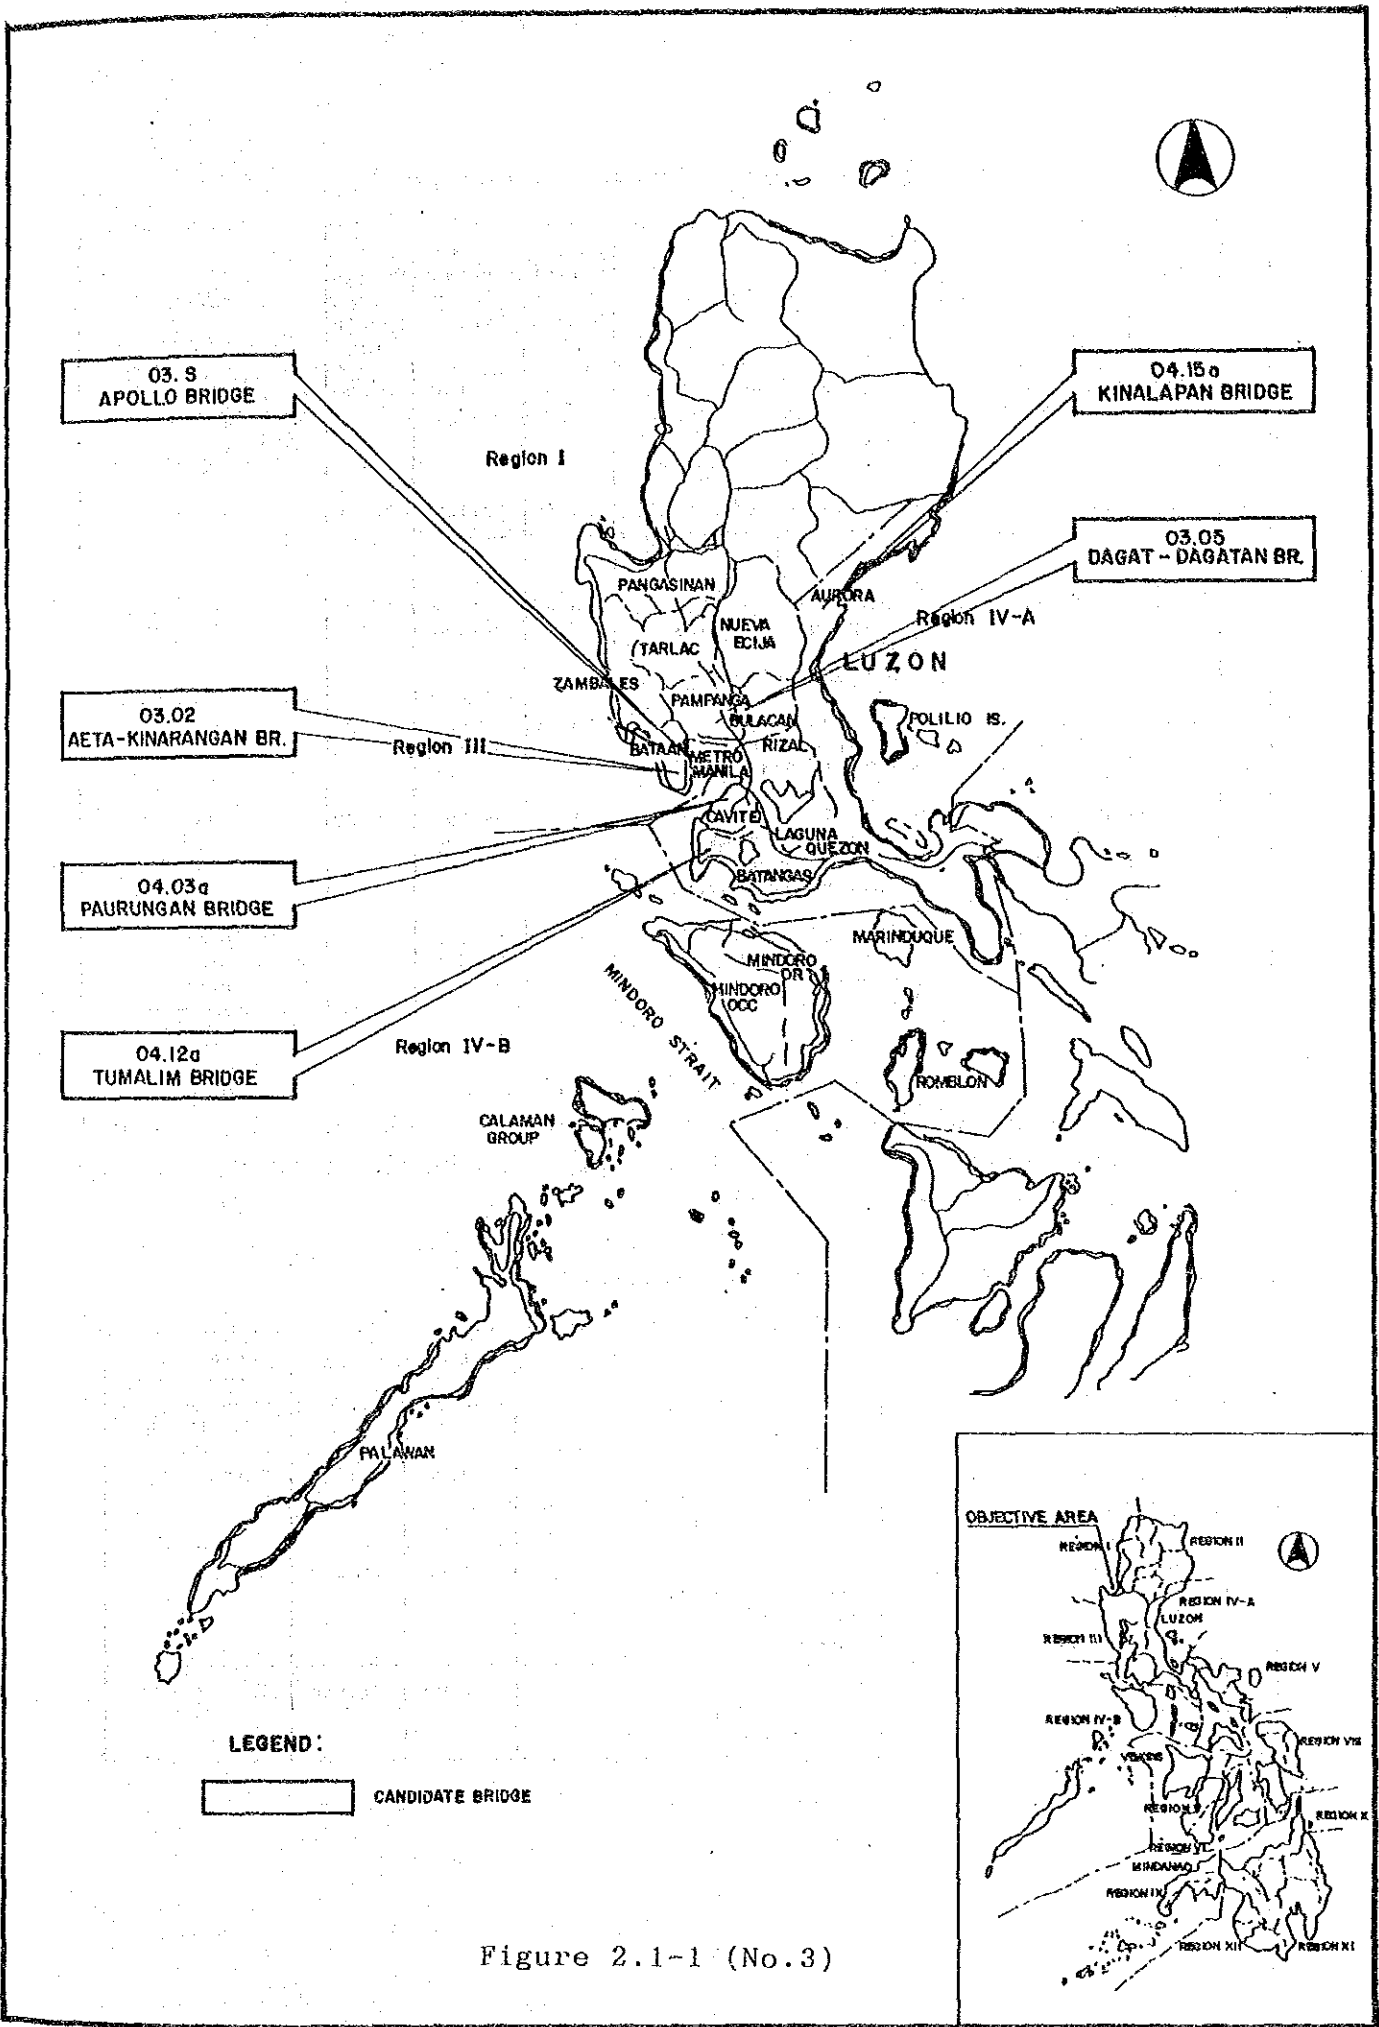 03.S
APOLLO BRIDGE
04.15a
KINALAPAN BRIDGE
Region I
03.05
DAGAT - DAGATAN BR.
PANGASINAN
AURORA
Region IV-A
NUEVA
ECIJA
TARLAC
LUZON
ZAMBALES
PAMPANGA
03.02
AETA-KINARANGAN BR.
BULACAN
POLILIO IS.
Region III
BATAAN
RIZAL
METRO
MANILA
CAVITE
LAGUNA
QUEZON
04.03a
PAURUNGAN BRIDGE
BATANGAS
MARINDUQUE
MINDORO
OR
MINDORO
OCC
MINDORO STRAIT
04.12a
TUMALIM BRIDGE
Region IV-B
ROMBLON
CALAMAN
GROUP
PALAWAN
OBJECTIVE AREA
REGION I
REGION II
REGION IV-A
LUZON
REGION III
REGION V
REGION IV-B
REGION VIII
REGION X
MINDANAO
REGION IX
REGION XII
REGION XI
LEGEND:
CANDIDATE BRIDGE
Figure 2.1-1 (No.3)